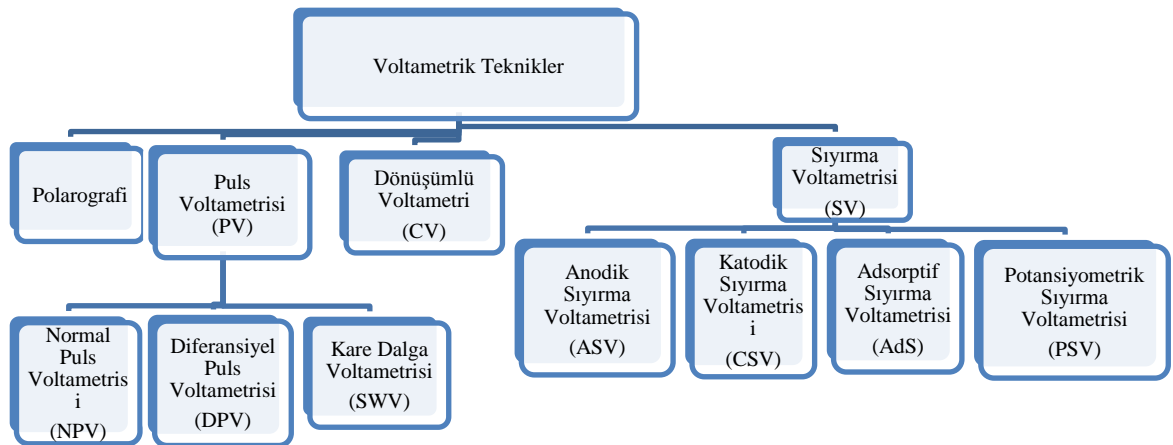 Voltametrik Teknikler
Polarografi
Puls
Voltametrisi
(PV)
Dönüşümlü
Voltametri
(CV)
Sıyırma
Voltametrisi
(SV)
Normal
Puls
Voltametris
i
(NPV)
Diferansiyel
Puls
Voltametrisi
(DPV)
Kare Dalga
Voltametrisi
(SWV)
Anodik
Sıyırma
Voltametrisi
(ASV)
Katodik
Sıyırma
Voltametris
i
(CSV)
Adsorptif
Sıyırma
Voltametrisi
(AdS)
Potansiyometrik
Sıyırma
Voltametrisi
(PSV)